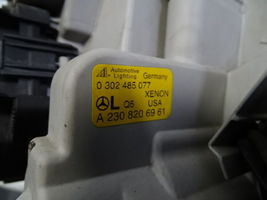 Automotive
Lighting Germany
0 302 485 077
XENON
L Q5 USA
A 230 820 69 61